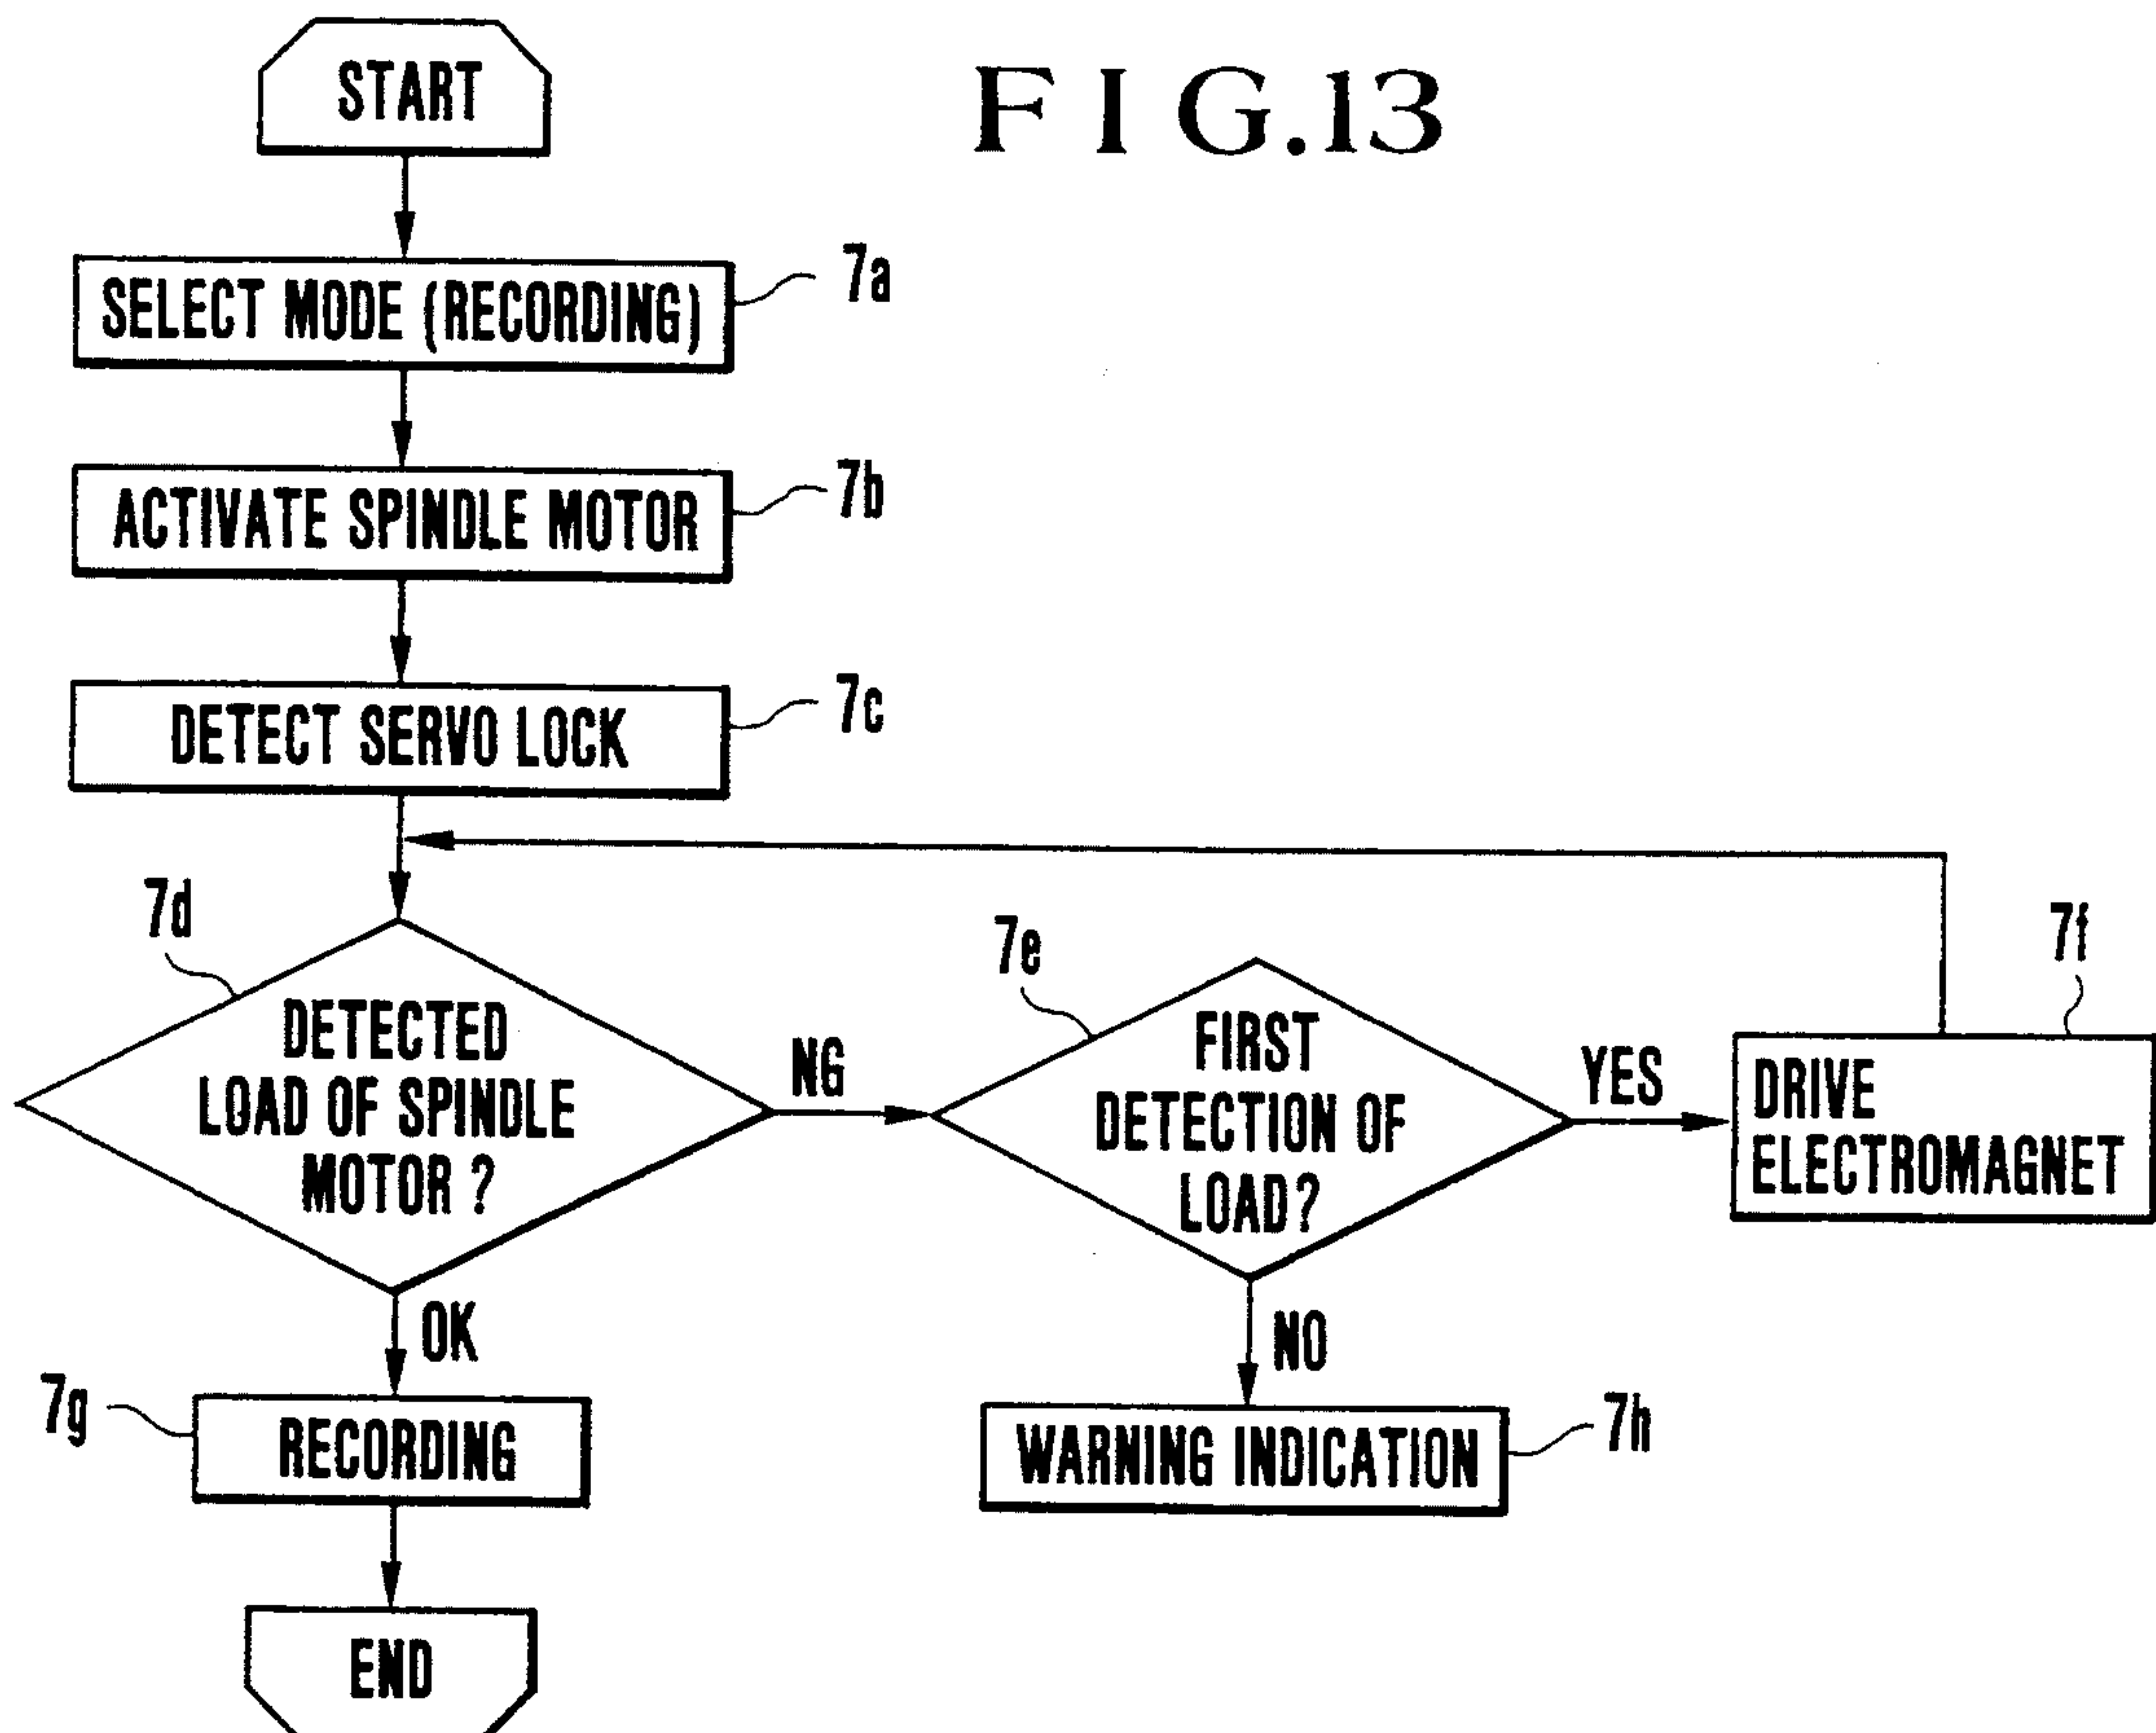 START
F I G.13
SELECT MODE (RECORDING)
7a
ACTIVATE SPINDLE MOTOR
7b
DETECT SERVO LOCK
7c
7d
DETECTED
LOAD OF SPINDLE
MOTOR ?
NG
7e
FIRST
DETECTION OF
LOAD?
YES
7f
DRIVE
ELECTROMAGNET
OK
NO
7g
RECORDING
WARNING INDICATION
7h
END